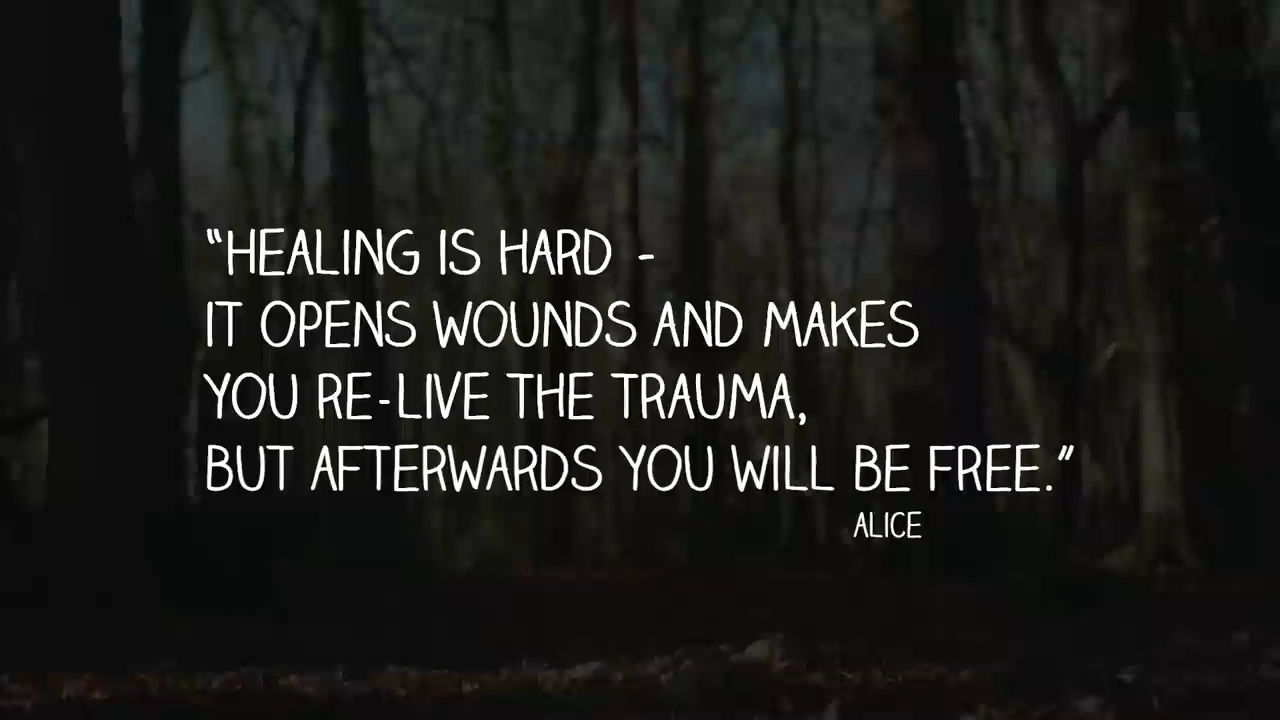 “HEALING IS HARD -
IT OPENS WOUNDS AND MAKES
YOU RE-LIVE THE TRAUMA,
BUT AFTERWARDS YOU WILL BE FREE.”
ALICE